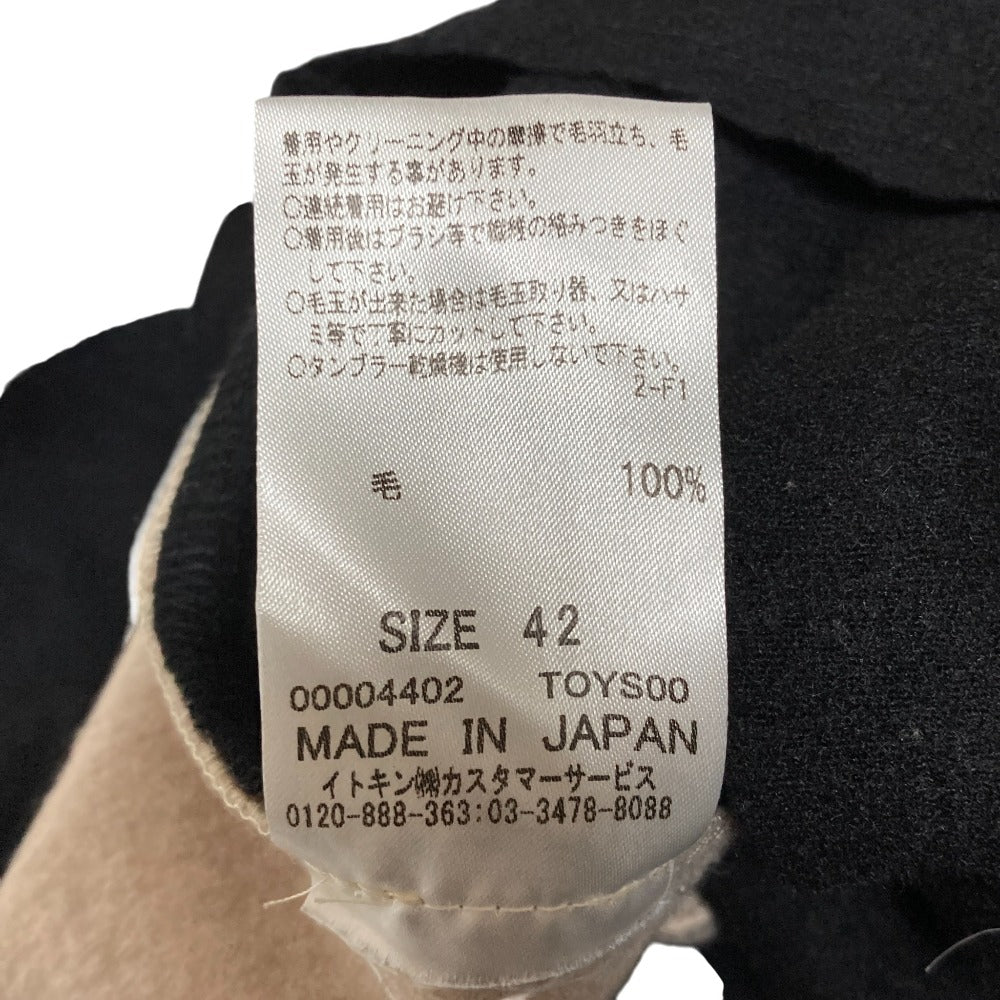 着用やクリーニング中の摩擦で毛羽立ち、毛
玉が発生する事があります。
○連続着用はお避け下さい。
○着用後はブラシ等で繊維の絡みつきをほぐ
して下さい。
○毛玉が出来た場合は毛玉取り器、又はハサ
ミ等で丁寧にカットして下さい。
○タンブラー乾燥機は使用しないで下さい。
2-F1
毛 100%
SIZE 42
00004402 TOYS00
MADE IN JAPAN
イトキン㈱カスタマーサービス
0120-888-363:03-3478-8088